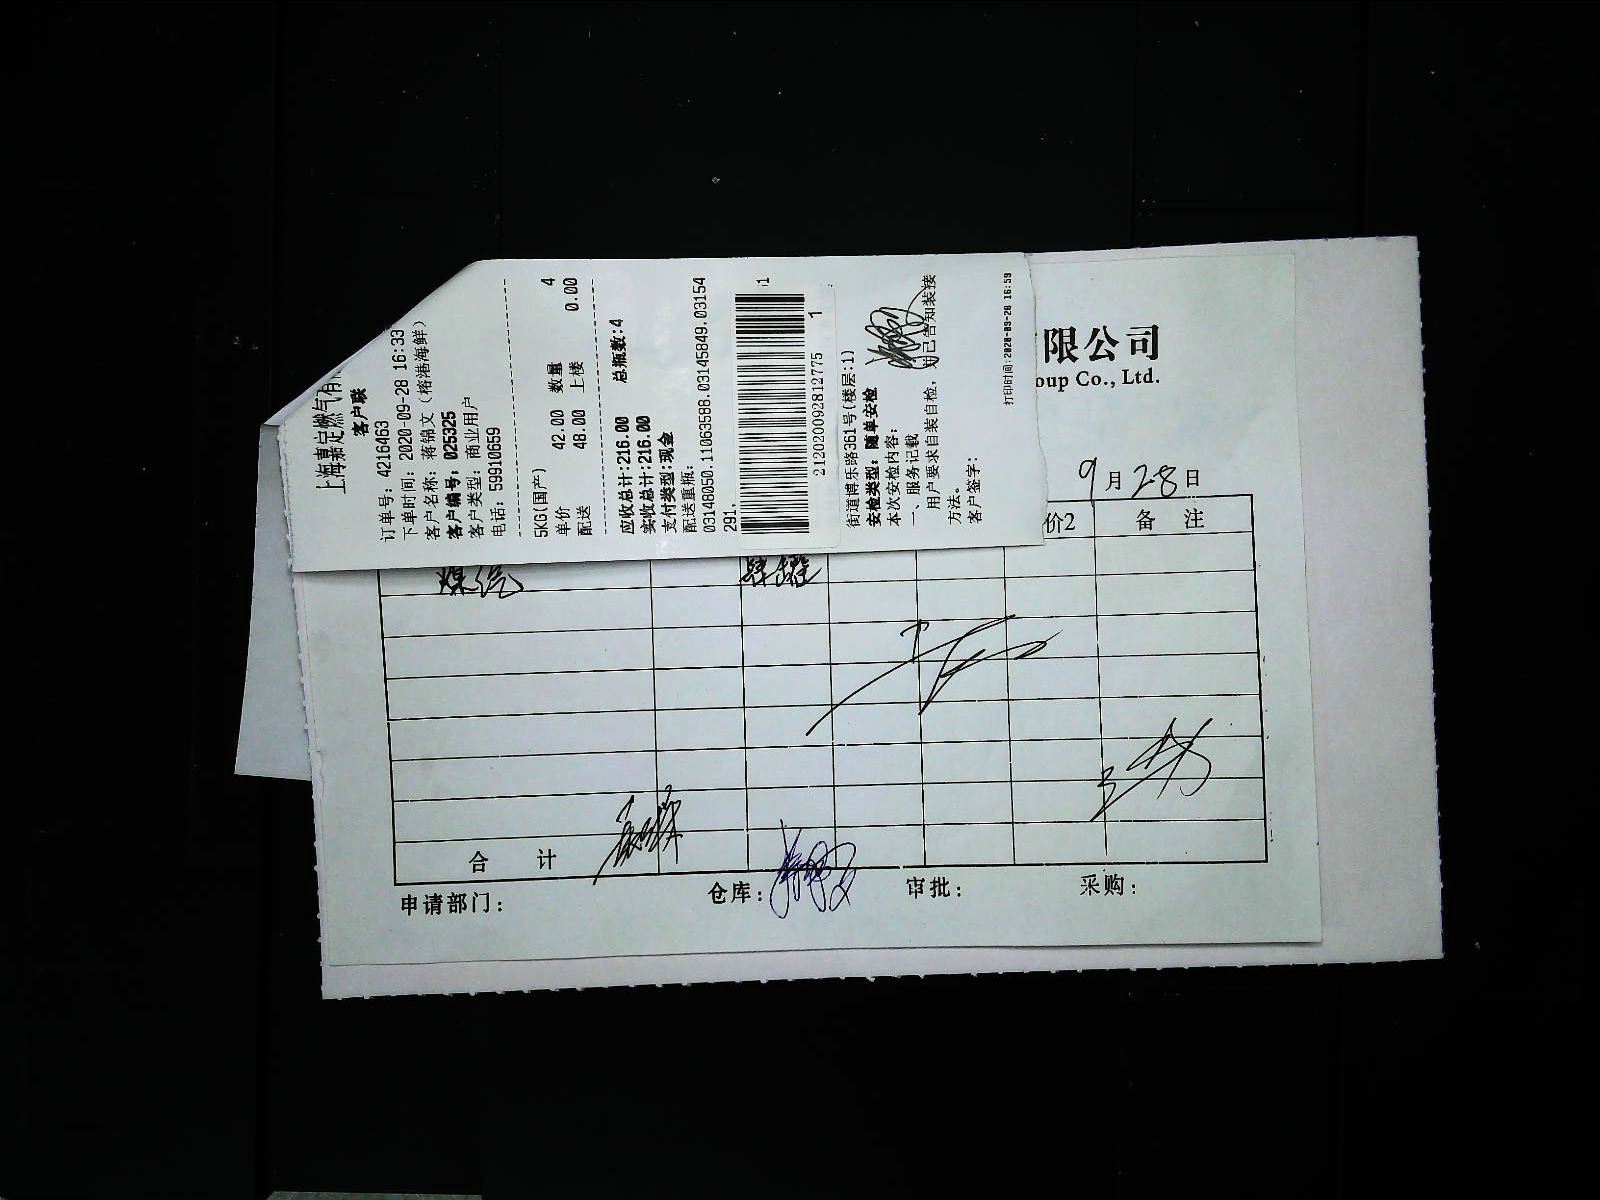 客户联
订单号: 4216463
下单时间: 2020-09-28 16:33
客户名称: 蒋锦文 (榕港海鲜)
客户编号: 025325
客户类型: 商业用户
电话: 59910659
5KG(国产)
单价 42.00 数量 4
配送 48.00 上楼 0.00
应收总计:216.00 总瓶数:4
实收总计:216.00
支付类型:现金
配送重瓶:
03148050.11063588.03145849.03154
291.
1
2120200928127751
街道博乐路361号(楼层:1)
安检类型: 随单安检
本次安检内容:
一、服务记载
用户要求自装自检, 对已告知装接
方法。
客户签字:
打印时间:2020-09-28 16:59
限公司
oup Co., Ltd.
9月28日
价2 备 注
煤气 肆罐
合 计
申请部门: 仓库: 审批: 采购: